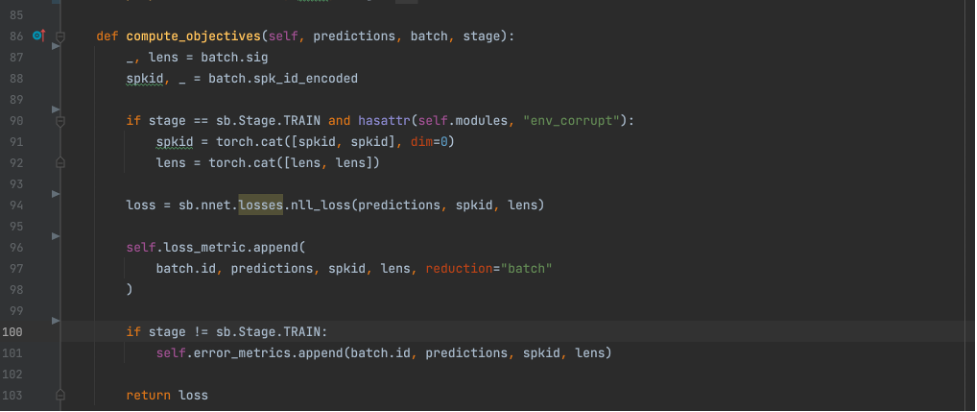 85
86 def compute_objectives(self, predictions, batch, stage):
87 _, lens = batch.sig
88 spkid, _ = batch.spk_id_encoded
89
90 if stage == sb.Stage.TRAIN and hasattr(self.modules, "env_corrupt"):
91 spkid = torch.cat([spkid, spkid], dim=0)
92 lens = torch.cat([lens, lens])
93
94 loss = sb.nnet.losses.nll_loss(predictions, spkid, lens)
95
96 self.loss_metric.append(
97 batch.id, predictions, spkid, lens, reduction="batch"
98 )
99
100 if stage != sb.Stage.TRAIN:
101 self.error_metrics.append(batch.id, predictions, spkid, lens)
102
103 return loss